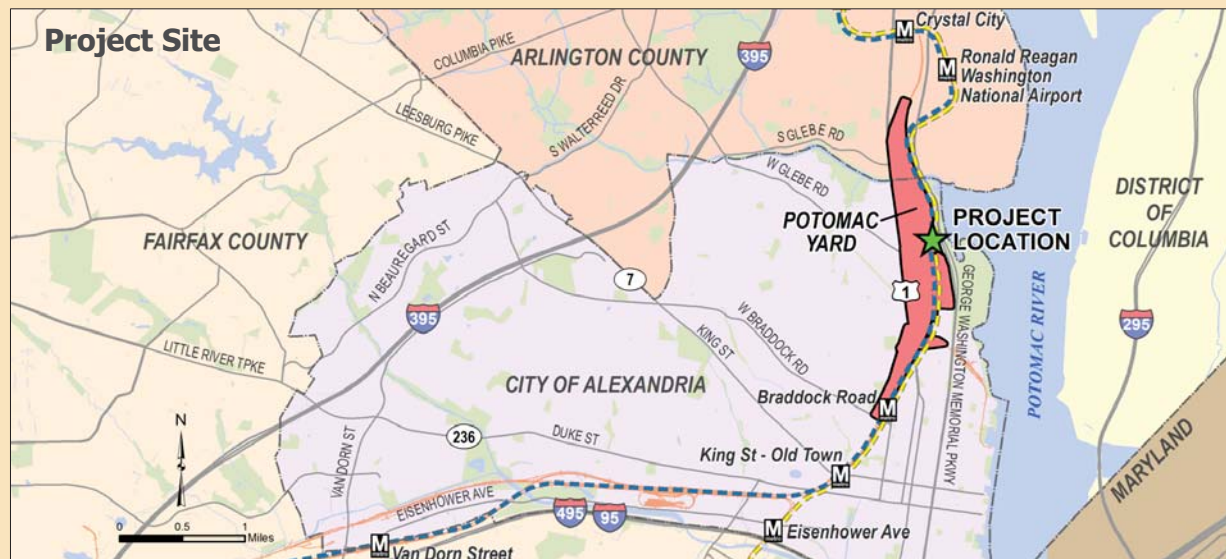 Project Site
Crystal City
COLUMBIA PIKE
ARLINGTON COUNTY
395
Ronald Reagan
Washington
National Airport
LEESBURG PIKE
S WALTER REED DR
S GLEBE RD
W GLEBE RD
DISTRICT
OF
COLUMBIA
POTOMAC
YARD
PROJECT
LOCATION
FAIRFAX COUNTY
N BEAUREGARD ST
7
1
GEORGE WASHINGTON MEMORIAL PKWY
POTOMAC RIVER
295
395
W BRADDOCK RD
KING ST
LITTLE RIVER TPKE
CITY OF ALEXANDRIA
Braddock Road
M
N
VAN DORN ST
236
DUKE ST
King St - Old Town
M
MARYLAND
EISENHOWER AVE
495
95
M
Eisenhower Ave
0 0.5 1
Miles
M
Van Dorn Street
M
M